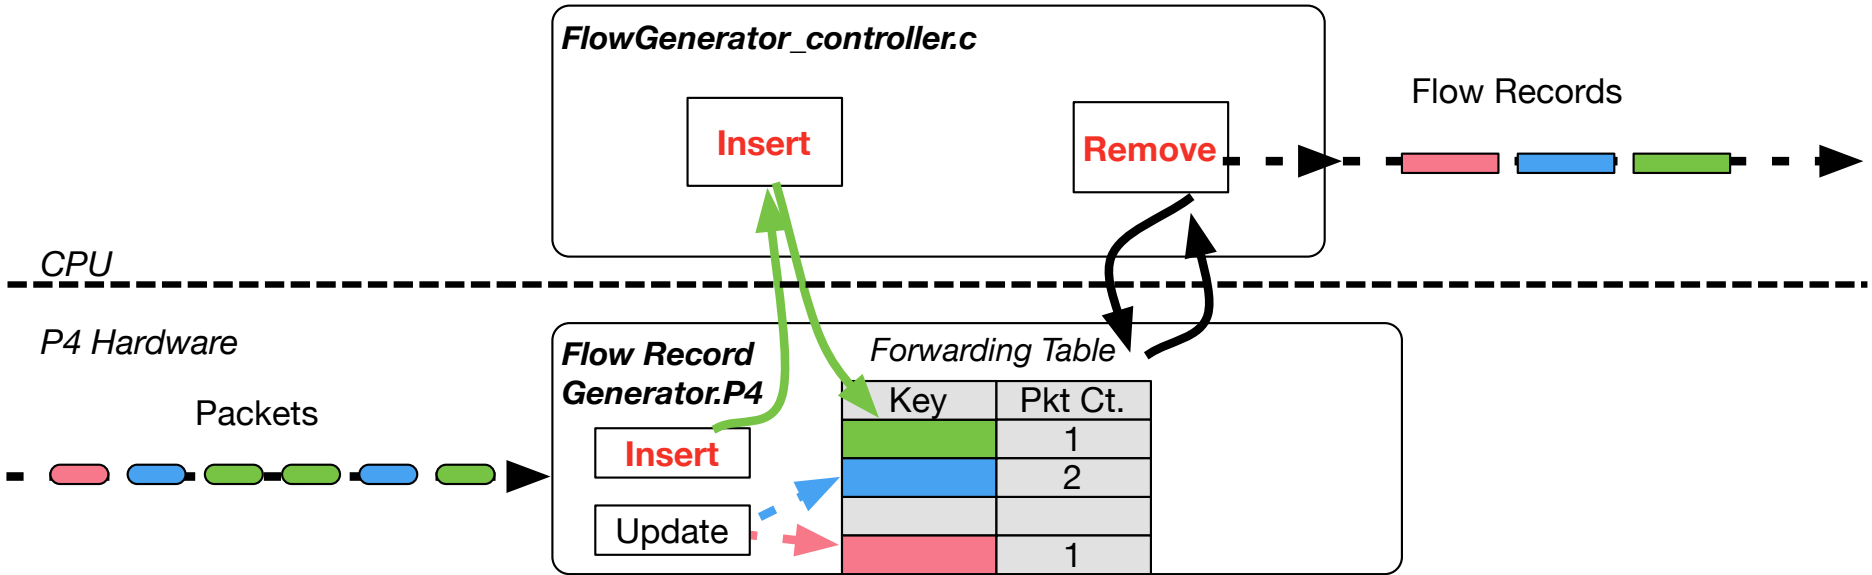 FlowGenerator_controller.c
Flow Records
Insert
Remove
CPU
P4 Hardware
Flow Record
Generator.P4
Forwarding Table
Key Pkt Ct.
Packets
1
Insert
2
Update
1